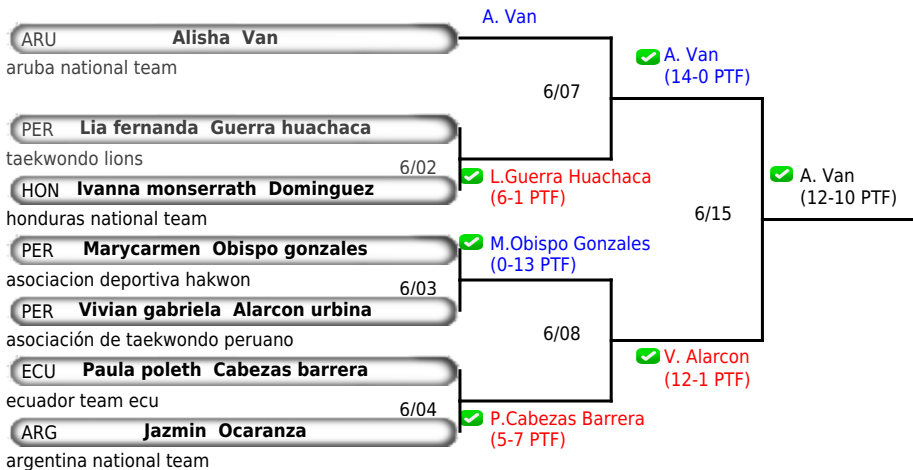 A. Van
ARU Alisha Van
aruba national team
A. Van
(14-0 PTF)
6/07
PER Lia fernanda Guerra huachaca
taekwondo lions
6/02
L.Guerra Huachaca
(6-1 PTF)
HON Ivanna monserrath Dominguez
honduras national team
A. Van
(12-10 PTF)
6/15
PER Marycarmen Obispo gonzales
asociacion deportiva hakwon
M.Obispo Gonzales
(0-13 PTF)
6/03
PER Vivian gabriela Alarcon urbina
asociación de taekwondo peruano
6/08
V. Alarcon
(12-1 PTF)
ECU Paula poleth Cabezas barrera
ecuador team ecu
6/04
P.Cabezas Barrera
(5-7 PTF)
ARG Jazmin Ocaranza
argentina national team